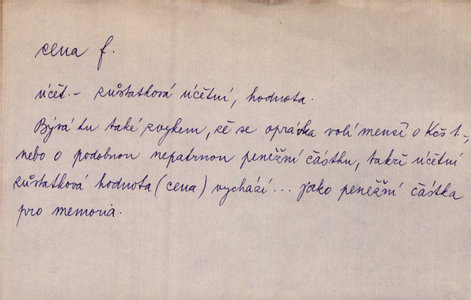 cena f.
účet. - zůstatková účetní, hodnota.
Bývá tu také zvykem, že se oprávka volí menší o Kčs 1.-,
nebo o podobnou nepatrnou peněžní částku, takže účetní
zůstatková hodnota (cena) vychází... jako peněžní částka
pro memoria.